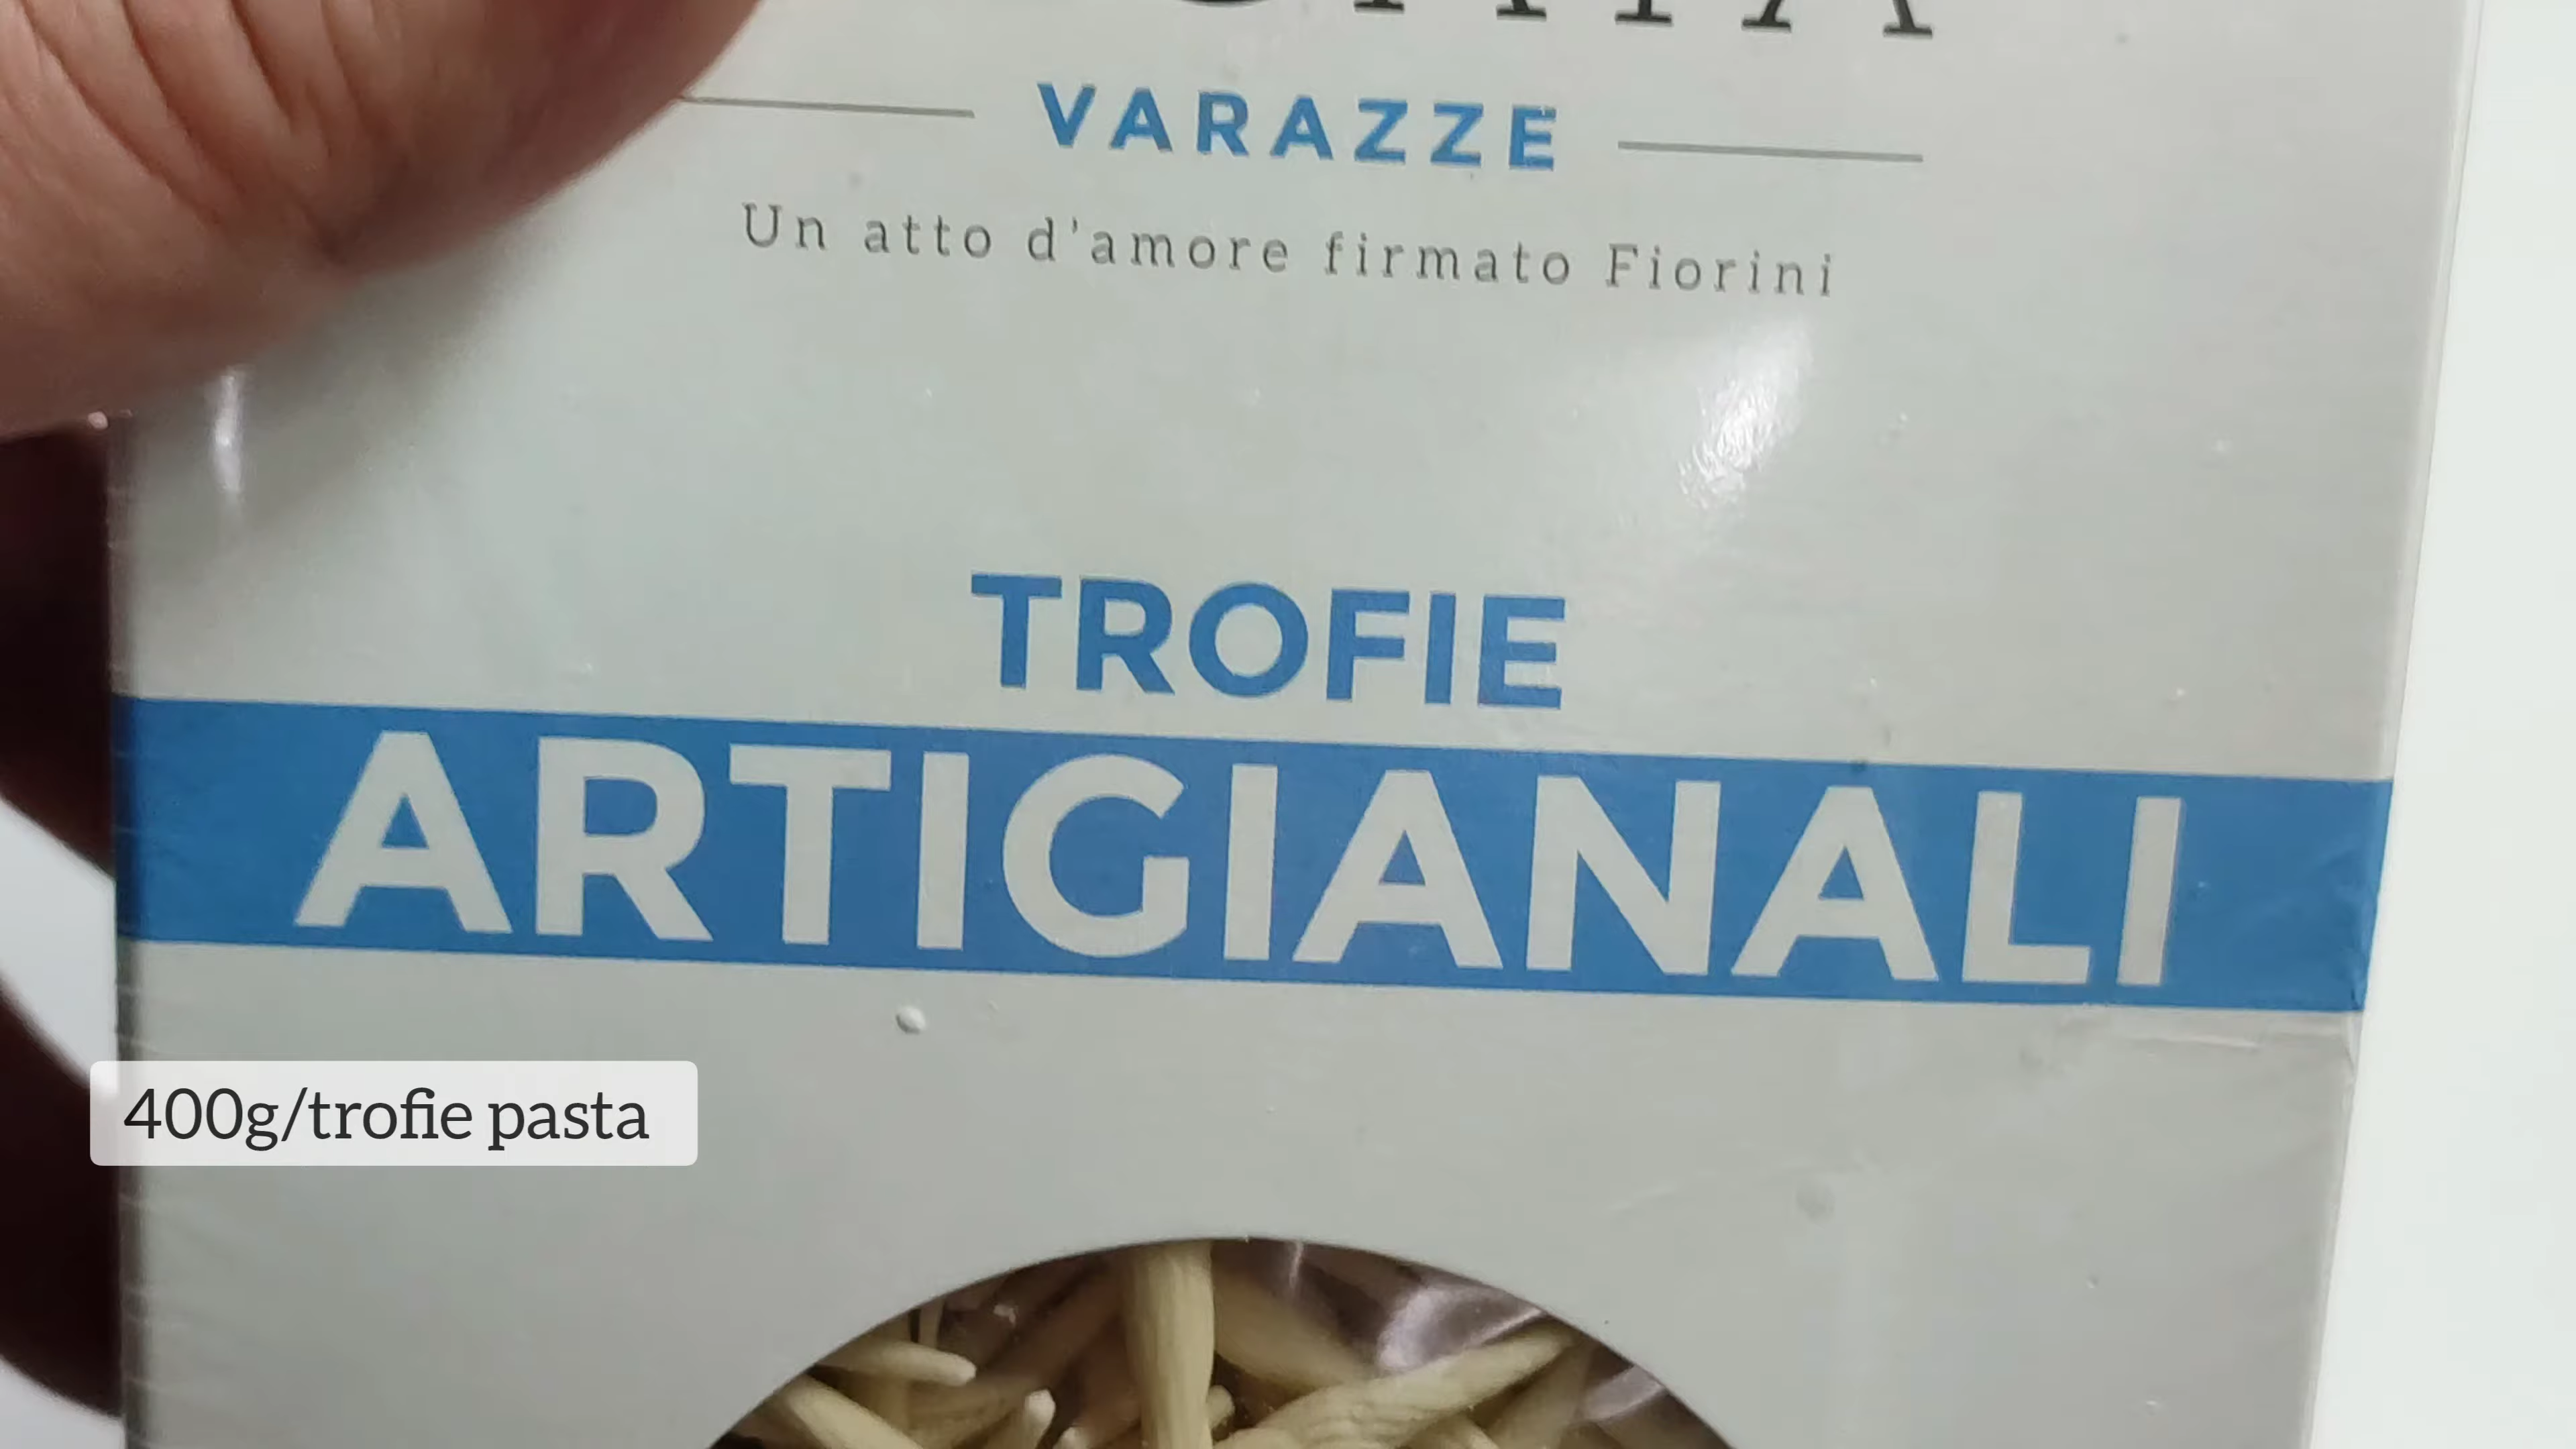 VARAZZE
Un atto d'amore firmato Fiorini
TROFIE
ARTIGIANALI
400g/trofie pasta